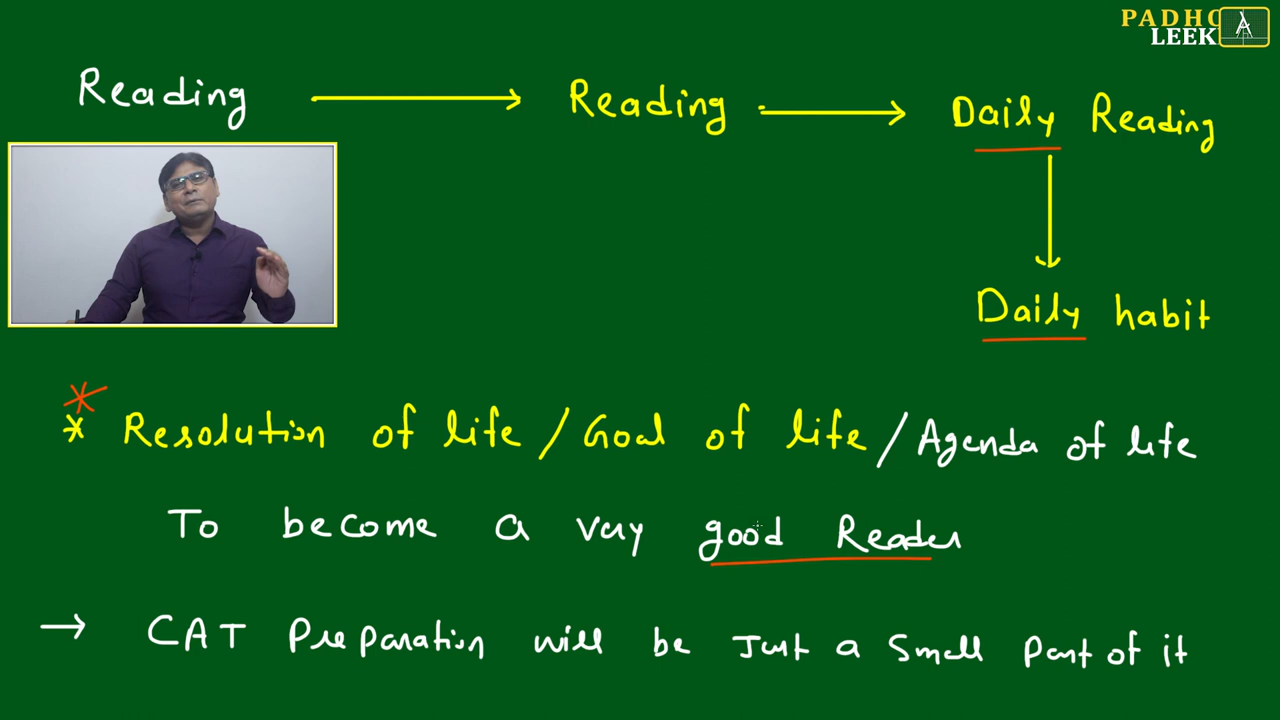 PADHO
LEEK
Reading → Reading → Daily Reading
Daily habit
* Resolution of life / Goal of life / Agenda of life
To become a very good Reader
→ CAT Preparation will be Just a Small Part of it